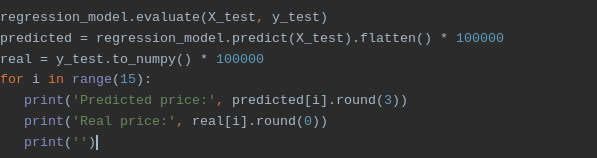 regression_model.evaluate(X_test, y_test)
predicted = regression_model.predict(X_test).flatten() * 100000
real = y_test.to_numpy() * 100000
for i in range(15):
   print('Predicted price:', predicted[i].round(3))
   print('Real price:', real[i].round(0))
   print('')